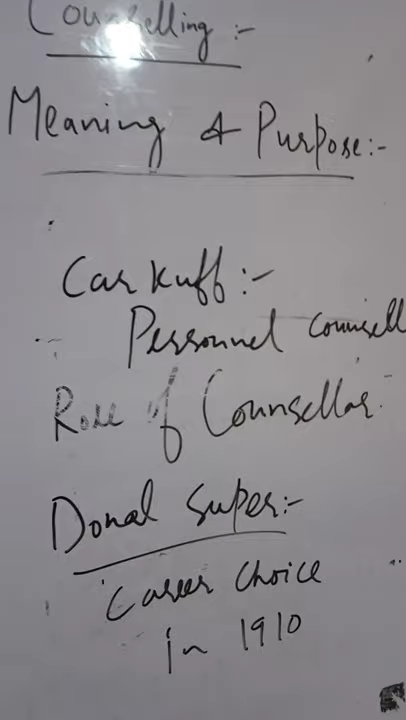 Counselling :-
Meaning & Purpose:-
Carkuff:-
Personnel Counsell
Role of Counsellor.
Donal Super:-
Career Choice
in 1910